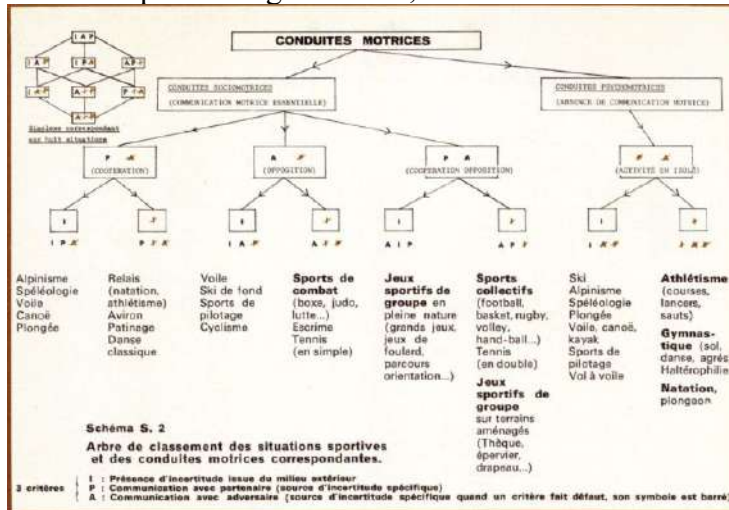 CONDUITES MOTRICES
I A P
I A P
I P A
A P I
I A P
A I P
P I A
A I P
Simplexe correspondant
aux huit situations
CONDUITES SOCIOMOTRICES
(COMMUNICATION MOTRICE ESSENTIELLE)
CONDUITES PSYCHOMOTRICES
(ABSENCE DE COMMUNICATION MOTRICE)
P A
(COOPERATION)
A P
(OPPOSITION)
P A
(COOPERATION OPPOSITION)
P A
(ACTIVITÉ EN ISOLÉ)
I
I
I
I
I
I
I
I
I P A
P I A
I A P
A I P
A I P
A P I
I A P
I A P
Alpinisme
Spéléologie
Voile
Canoë
Plongée
Relais
(natation,
athlétisme)
Aviron
Patinage
Danse
classique
Voile
Ski de fond
Sports de
pilotage
Cyclisme
Sports de
combat
(boxe, judo,
lutte...)
Escrime
Tennis
(en simple)
Jeux
sportifs de
groupe en
pleine nature
(grands jeux,
jeux de
foulard,
parcours
orientation...)
Sports
collectifs
(football,
basket, rugby,
volley,
hand-ball...)
Tennis
(en double)
Jeux
sportifs de
groupe
sur terrains
aménagés
(Thèque,
épervier,
drapeau,..)
Ski
Alpinisme
Spéléologie
Plongée
Voile, canoë,
kayak
Sports de
pilotage
Vol à voile
Athlétisme
(courses,
lancers,
sauts)
Gymnas-
tique (sol,
danse, agrés)
Haltérophilie
Natation,
plongeon
Schéma S. 2
Arbre de classement des situations sportives
et des conduites motrices correspondantes.
3 critères
I : Présence d'incertitude issue du milieu extérieur
P : Communication avec partenaire (source d'incertitude spécifique)
A : Communication avec adversaire (source d'incertitude spécifique quand un critère fait défaut, son symbole est barré)